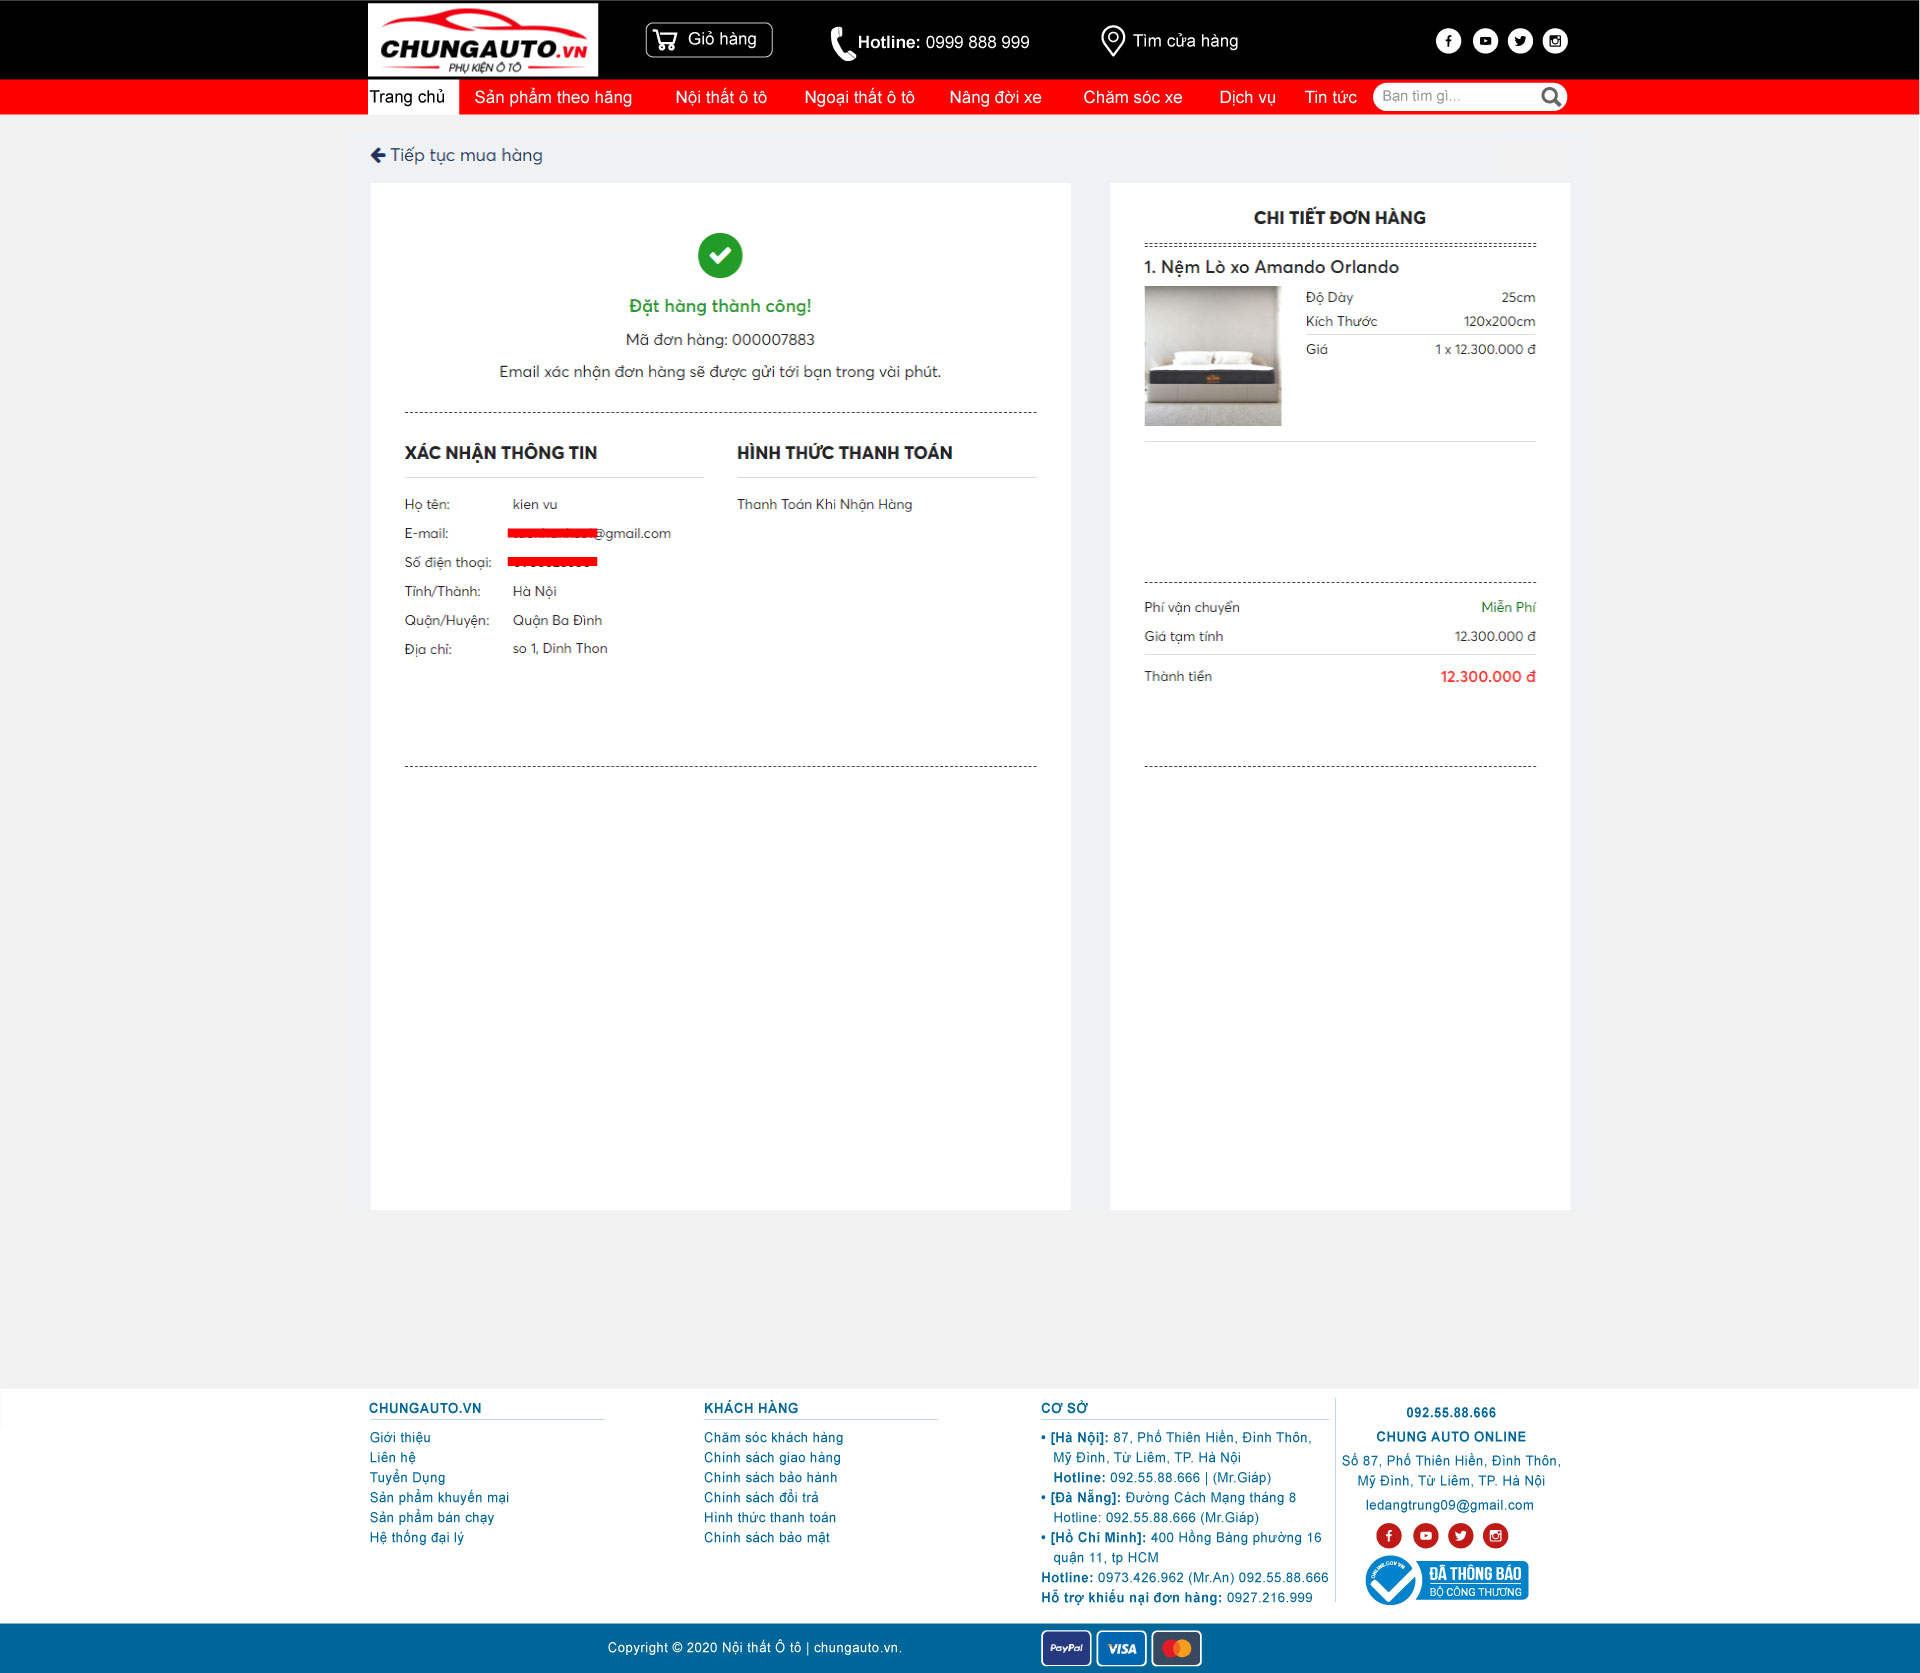 CHUNGAUTO.VN
PHỤ KIỆN Ô TÔ
Giỏ hàng
Hotline: 0999 888 999
Tìm cửa hàng
Trang chủ
Sản phẩm theo hãng
Nội thất ô tô
Ngoại thất ô tô
Nâng đời xe
Chăm sóc xe
Dịch vụ
Tin tức
Bạn tìm gì...
Tiếp tục mua hàng
Đặt hàng thành công!
Mã đơn hàng: 000007883
Email xác nhận đơn hàng sẽ được gửi tới bạn trong vài phút.
XÁC NHẬN THÔNG TIN
Họ tên: kien vu
E-mail: @gmail.com
Số điện thoại:
Tỉnh/Thành: Hà Nội
Quận/Huyện: Quận Ba Đình
Địa chỉ: so 1, Dinh Thon
HÌNH THỨC THANH TOÁN
Thanh Toán Khi Nhận Hàng
CHI TIẾT ĐƠN HÀNG
1. Nệm Lò xo Amando Orlando
Độ Dày 25cm
Kích Thước 120x200cm
Giá 1 x 12.300.000 đ
Phí vận chuyển Miễn Phí
Giá tạm tính 12.300.000 đ
Thành tiền 12.300.000 đ
CHUNGAUTO.VN
Giới thiệu
Liên hệ
Tuyển Dụng
Sản phẩm khuyến mại
Sản phẩm bán chạy
Hệ thống đại lý
KHÁCH HÀNG
Chăm sóc khách hàng
Chính sách giao hàng
Chính sách bảo hành
Chính sách đổi trả
Hình thức thanh toán
Chính sách bảo mật
CƠ SỞ
• [Hà Nội]: 87, Phố Thiên Hiền, Đình Thôn,
Mỹ Đình, Từ Liêm, TP. Hà Nội
Hotline: 092.55.88.666 | (Mr.Giáp)
• [Đà Nẵng]: Đường Cách Mạng tháng 8
Hotline: 092.55.88.666 (Mr.Giáp)
• [Hồ Chí Minh]: 400 Hồng Bàng phường 16
quận 11, tp HCM
Hotline: 0973.426.962 (Mr.An) 092.55.88.666
Hỗ trợ khiếu nại đơn hàng: 0927.216.999
092.55.88.666
CHUNG AUTO ONLINE
Số 87, Phố Thiên Hiền, Đình Thôn,
Mỹ Đình, Từ Liêm, TP. Hà Nội
ledangtrung09@gmail.com
ONLINE.GOV.VN
ĐÃ THÔNG BÁO
BỘ CÔNG THƯƠNG
Copyright © 2020 Nội thất Ô tô | chungauto.vn.
PayPal
VISA